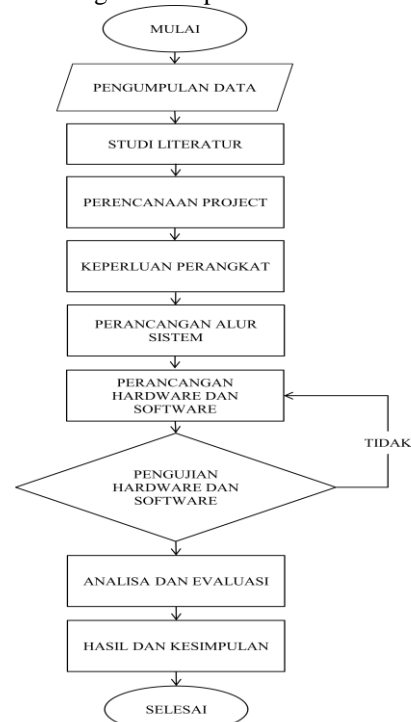 MULAI
PENGUMPULAN DATA
STUDI LITERATUR
PERENCANAAN PROJECT
KEPERLUAN PERANGKAT
PERANCANGAN ALUR
SISTEM
PERANCANGAN
HARDWARE DAN
SOFTWARE
TIDAK
PENGUJIAN
HARDWARE DAN
SOFTWARE
ANALISA DAN EVALUASI
HASIL DAN KESIMPULAN
SELESAI